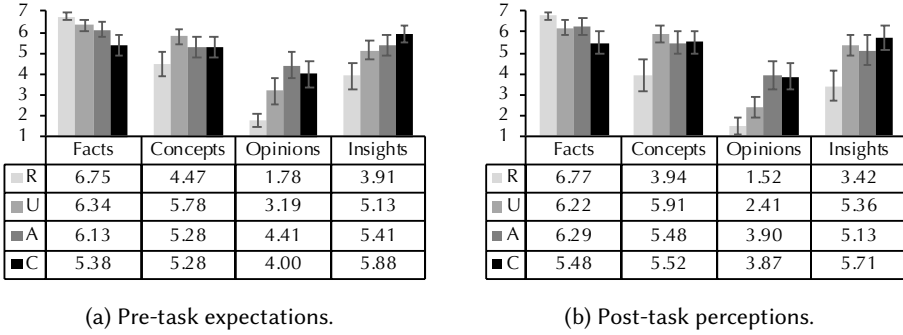 7
6
5
4
3
2
1
Facts Concepts Opinions Insights
R 6.75 4.47 1.78 3.91
U 6.34 5.78 3.19 5.13
A 6.13 5.28 4.41 5.41
C 5.38 5.28 4.00 5.88
(a) Pre-task expectations.
7
6
5
4
3
2
1
Facts Concepts Opinions Insights
R 6.77 3.94 1.52 3.42
U 6.22 5.91 2.41 5.36
A 6.29 5.48 3.90 5.13
C 5.48 5.52 3.87 5.71
(b) Post-task perceptions.